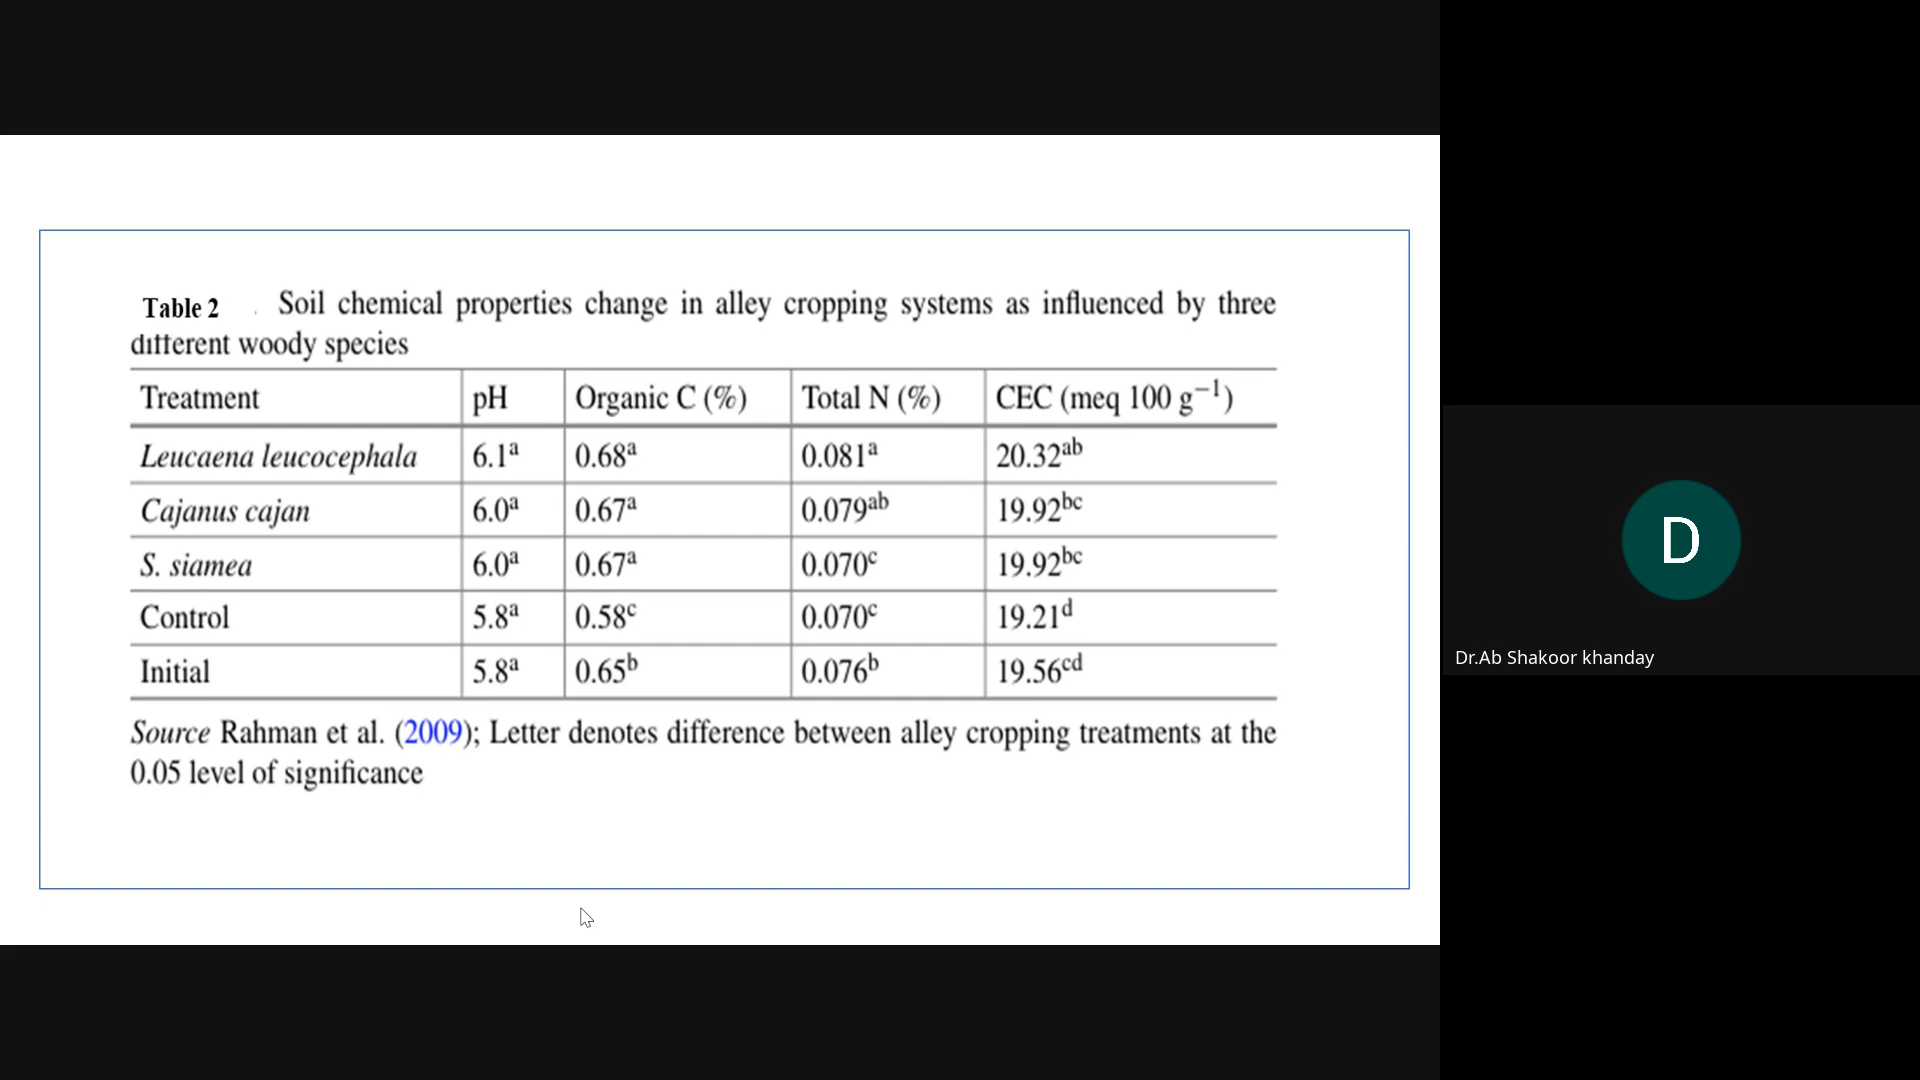 Table 2 Soil chemical properties change in alley cropping systems as influenced by three
different woody species
Treatment pH Organic C (%) Total N (%) CEC (meq 100 g⁻¹)
Leucaena leucocephala 6.1ᵃ 0.68ᵃ 0.081ᵃ 20.32ᵃᵇ
Cajanus cajan 6.0ᵃ 0.67ᵃ 0.079ᵃᵇ 19.92ᵇᶜ
S. siamea 6.0ᵃ 0.67ᵃ 0.070ᶜ 19.92ᵇᶜ
Control 5.8ᵃ 0.58ᶜ 0.070ᶜ 19.21ᵈ
Initial 5.8ᵃ 0.65ᵇ 0.076ᵇ 19.56ᶜᵈ
Source Rahman et al. (2009); Letter denotes difference between alley cropping treatments at the
0.05 level of significance
D
Dr.Ab Shakoor khanday